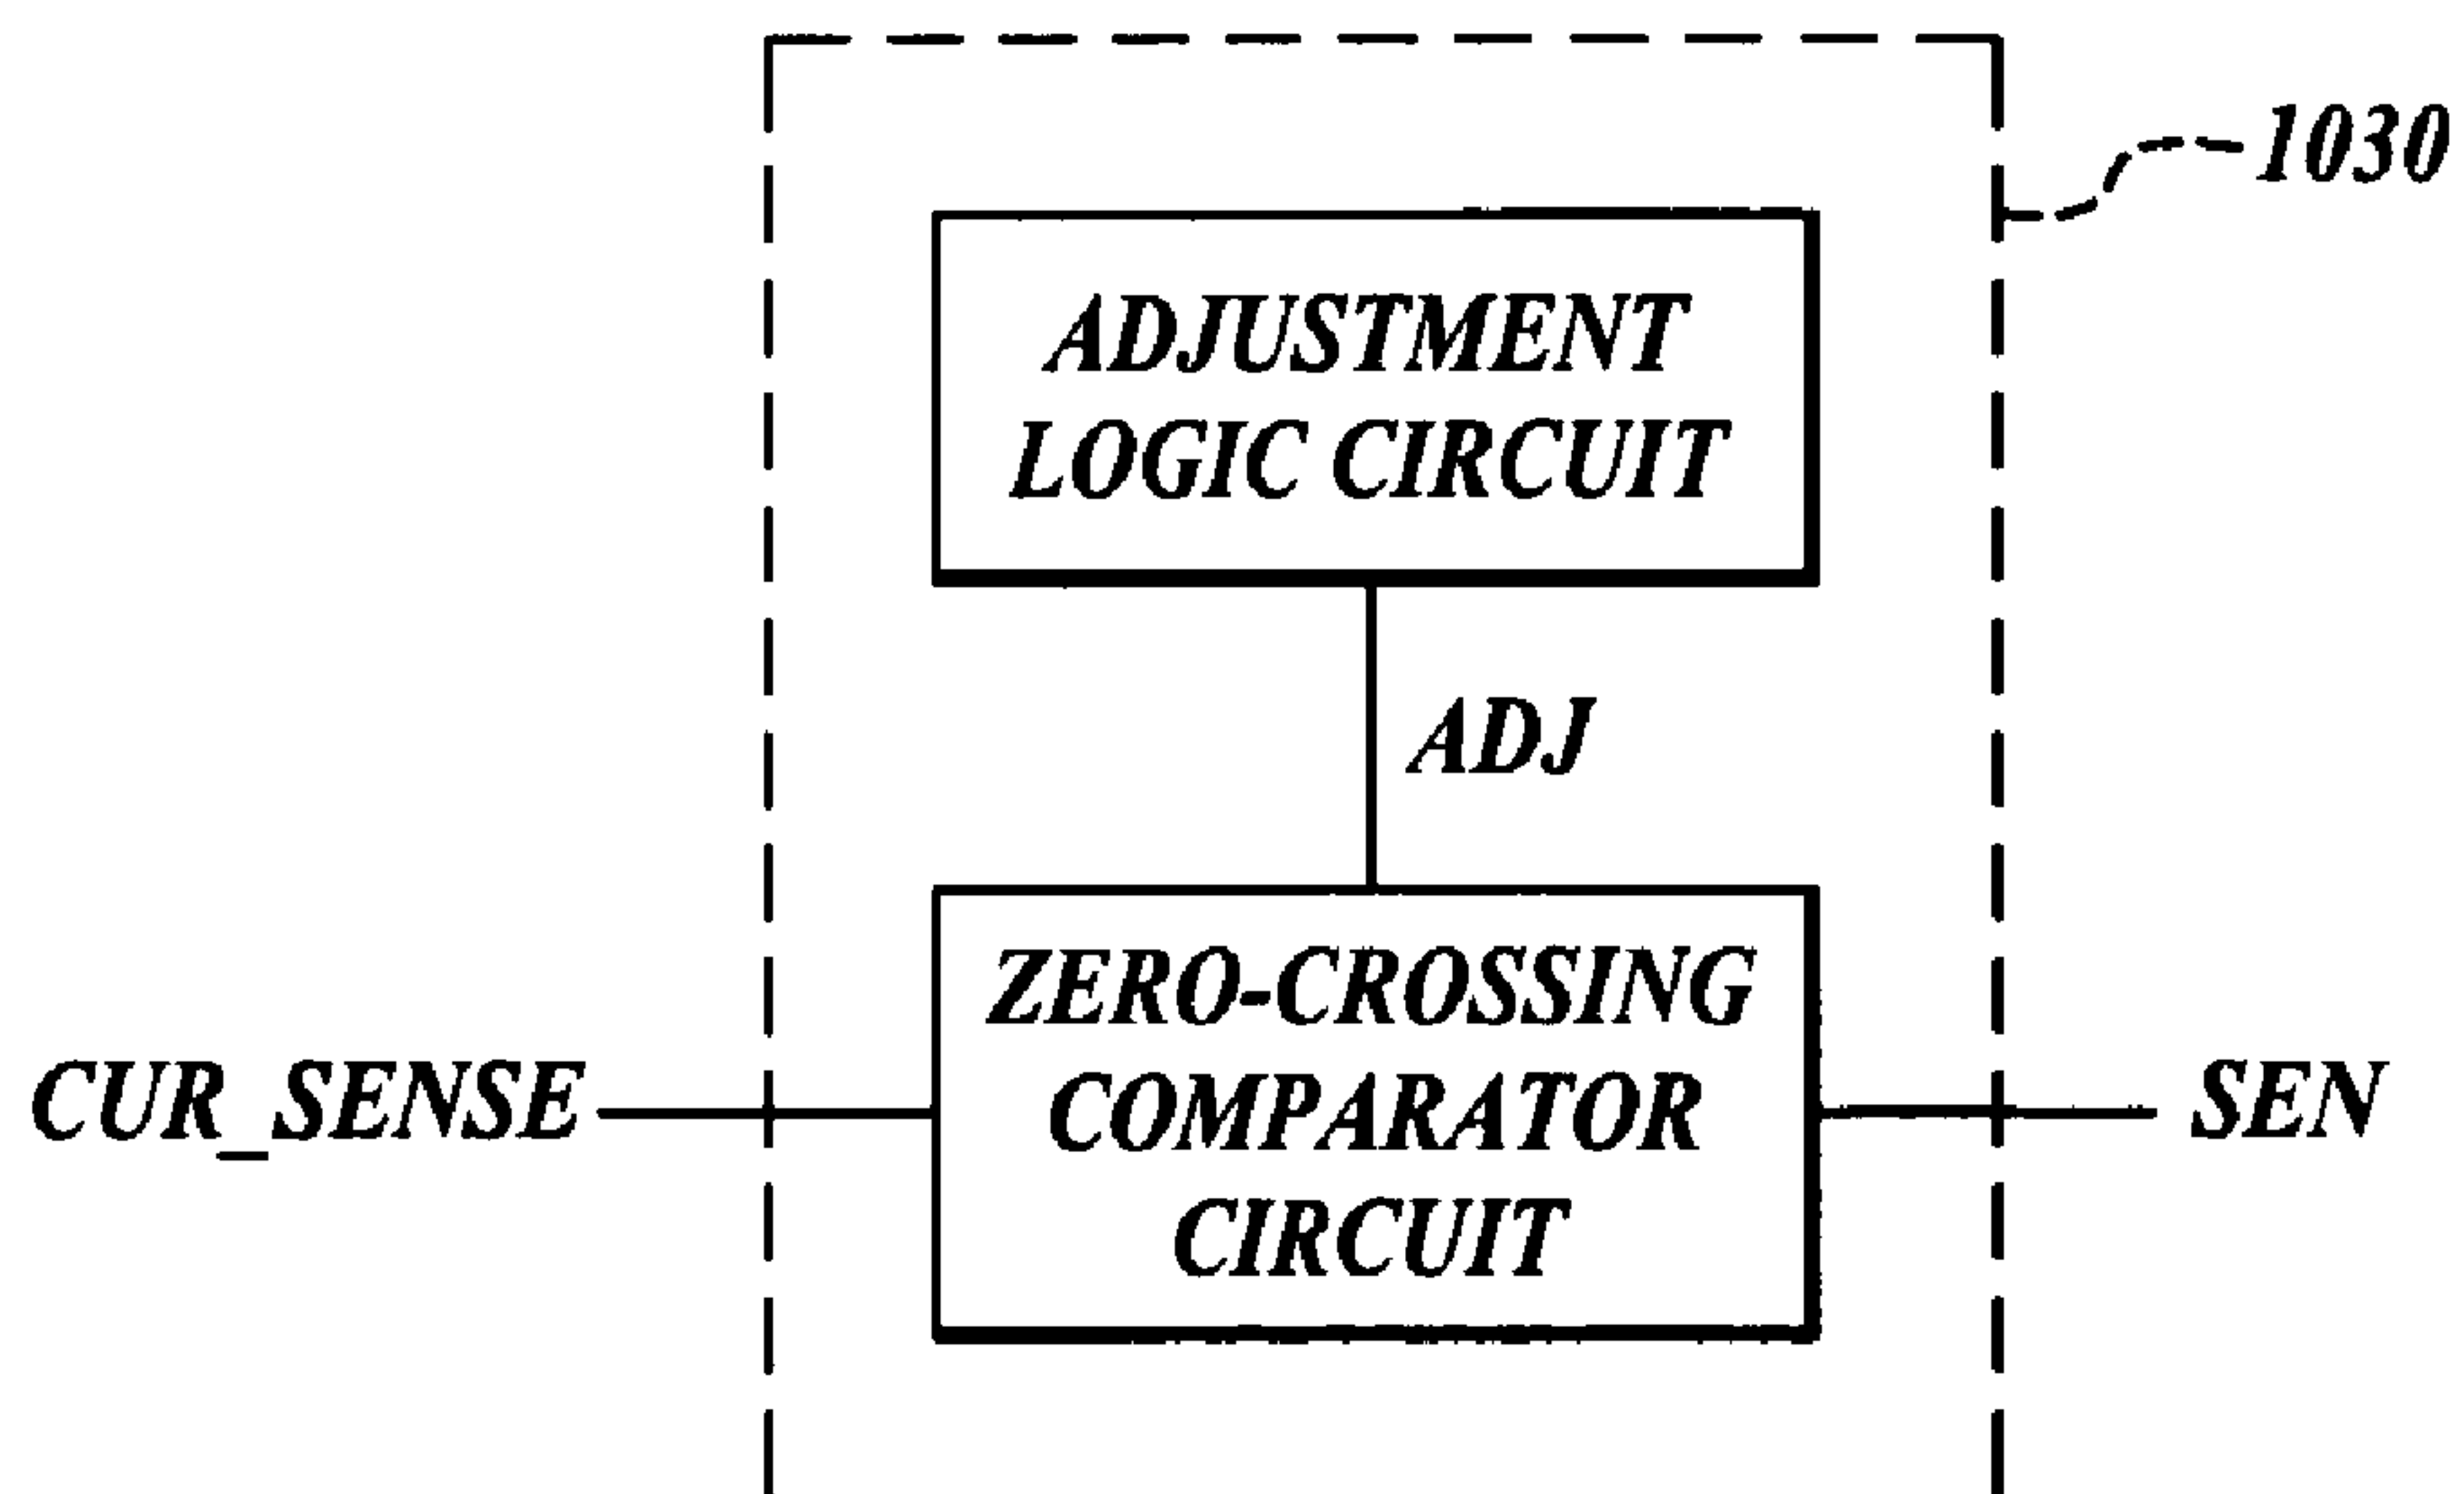 1030
ADJUSTMENT
LOGIC CIRCUIT
ADJ
ZERO-CROSSING
COMPARATOR
CIRCUIT
CUR_SENSE
SEN